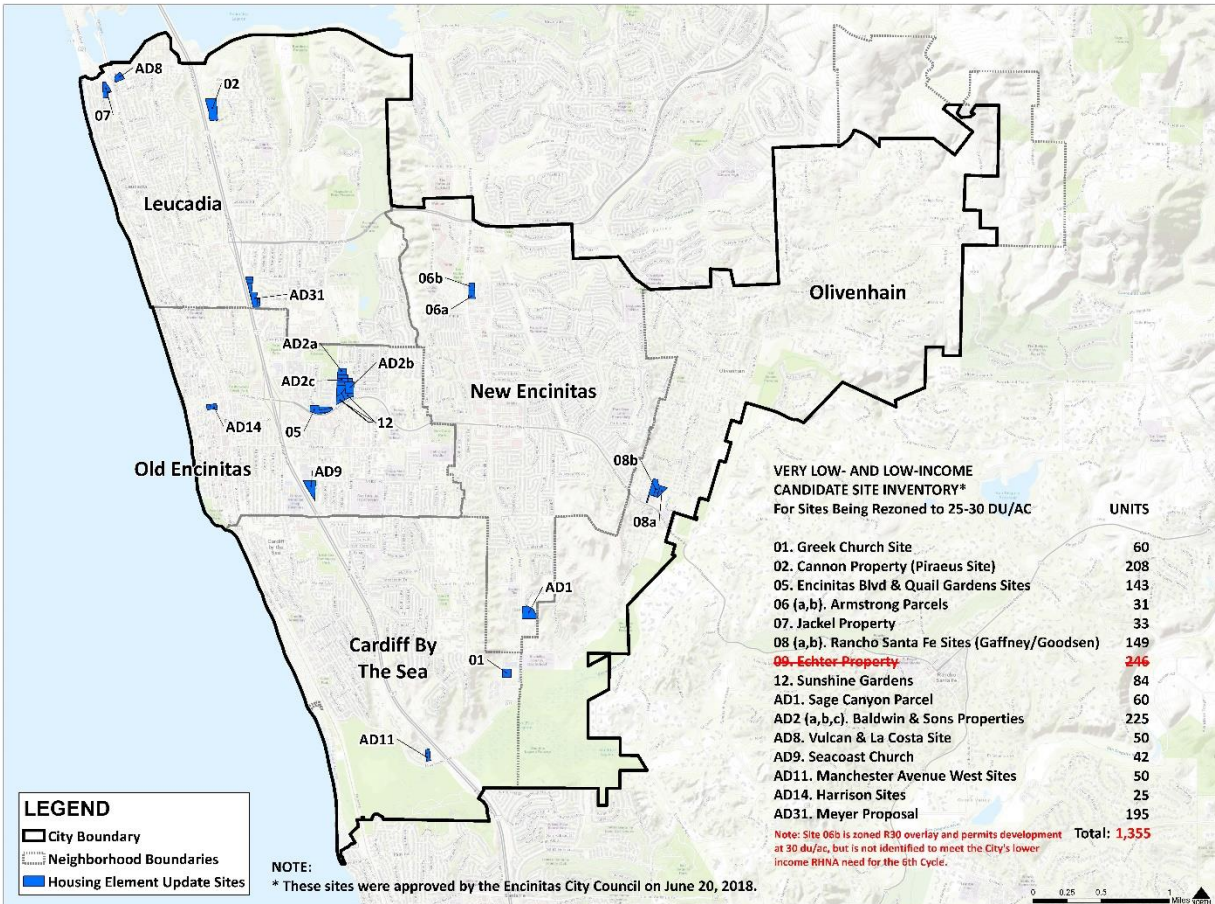 AD8
02
07
Leucadia
06b
06a
Olivenhain
AD31
AD2a
AD2b
AD2c
New Encinitas
12
05
AD14
Old Encinitas
AD9
08b
08a
AD1
Cardiff By
The Sea
01
AD11
VERY LOW- AND LOW-INCOME
CANDIDATE SITE INVENTORY*
For Sites Being Rezoned to 25-30 DU/AC UNITS
01. Greek Church Site 60
02. Cannon Property (Piraeus Site) 208
05. Encinitas Blvd & Quail Gardens Sites 143
06 (a,b). Armstrong Parcels 31
07. Jackel Property 33
08 (a,b). Rancho Santa Fe Sites (Gaffney/Goodsen) 149
09. Echter Property 246
12. Sunshine Gardens 84
AD1. Sage Canyon Parcel 60
AD2 (a,b,c). Baldwin & Sons Properties 225
AD8. Vulcan & La Costa Site 50
AD9. Seacoast Church 42
AD11. Manchester Avenue West Sites 50
AD14. Harrison Sites 25
AD31. Meyer Proposal 195
Note: Site 06b is zoned R30 overlay and permits development
at 30 du/ac, but is not identified to meet the City's lower
income RHNA need for the 6th Cycle.
Total: 1,355
LEGEND
City Boundary
Neighborhood Boundaries
Housing Element Update Sites
NOTE:
* These sites were approved by the Encinitas City Council on June 20, 2018.
0 0.25 0.5 1
Miles
NORTH